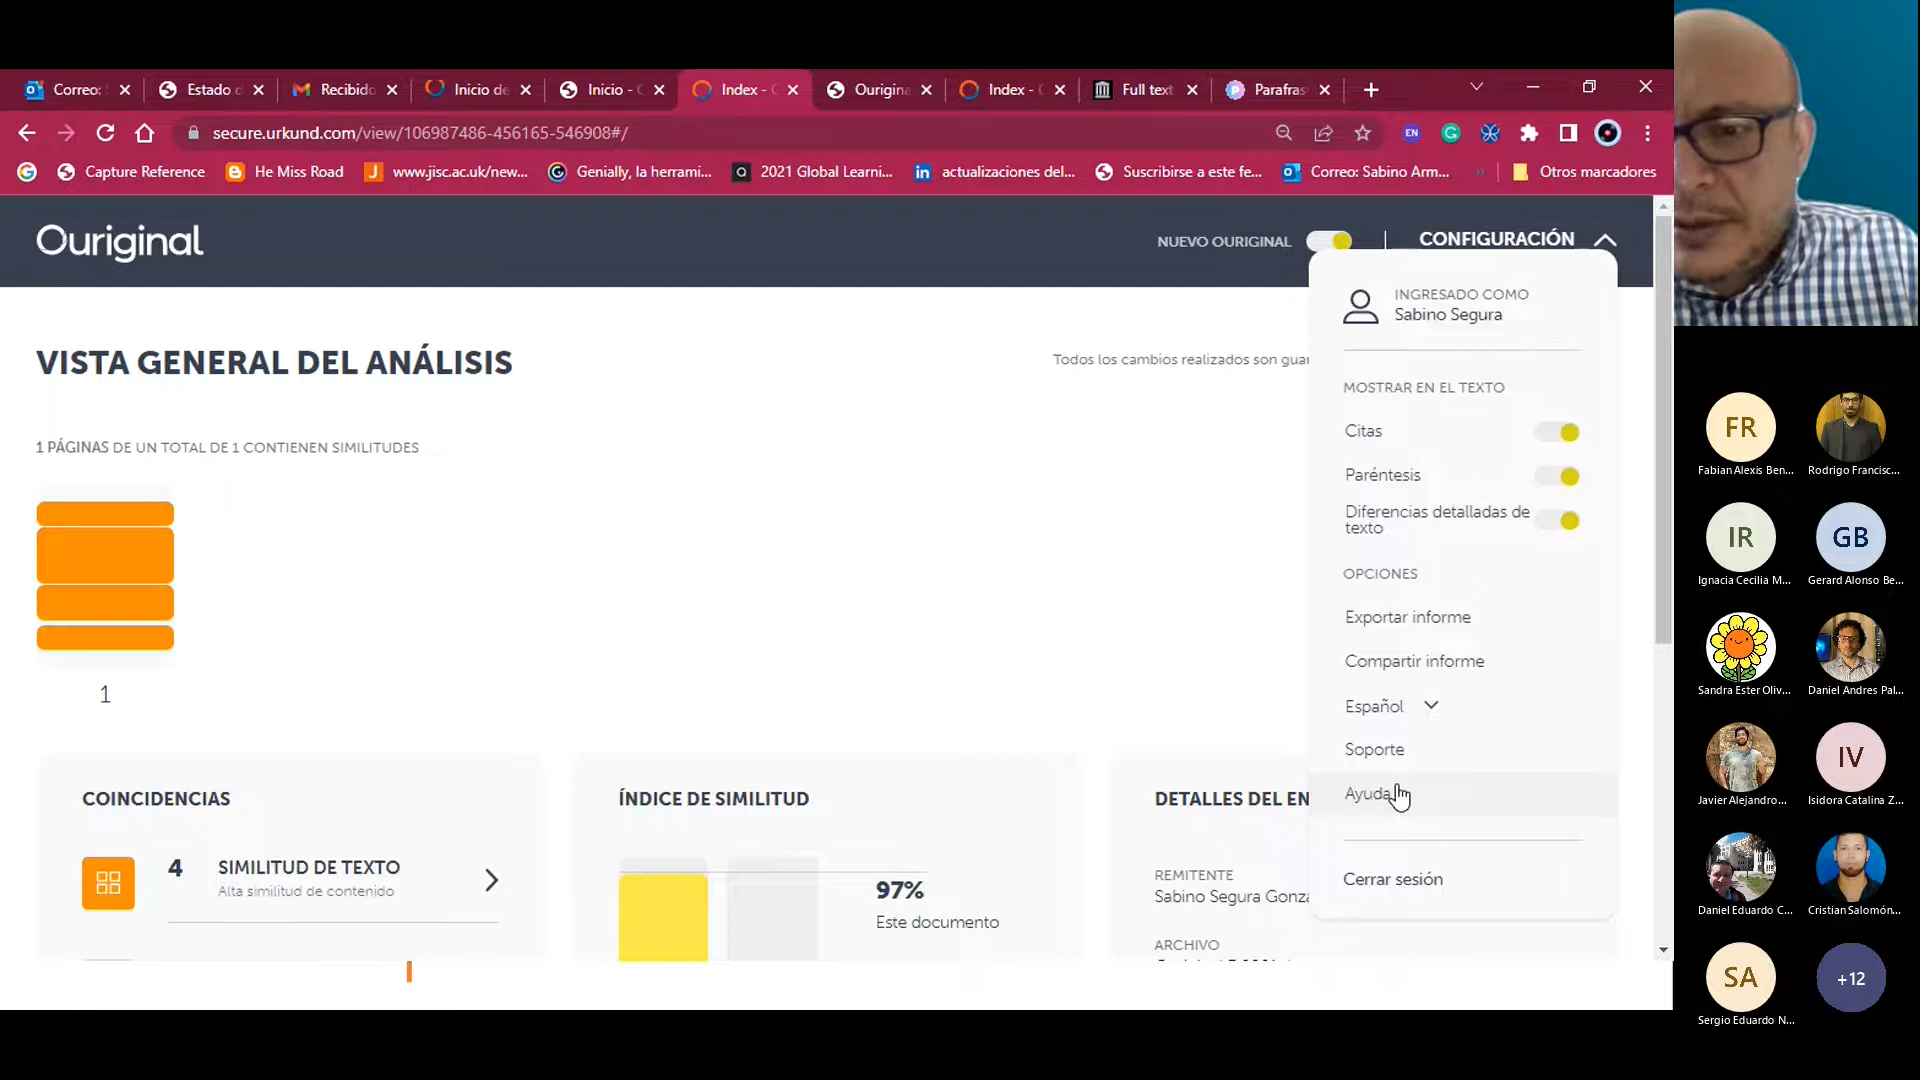 Correo:
Estado d
Recibido
Inicio de
Inicio - C
Index - C
Ourigina
Index - C
Full text
Parafras
secure.urkund.com/view/106987486-456165-546908#/
EN
Capture Reference
He Miss Road
www.jisc.ac.uk/new...
Genially, la herrami...
2021 Global Learni...
actualizaciones del...
Suscribirse a este fe...
Correo: Sabino Arm...
»
Otros marcadores
Ouriginal
NUEVO OURIGINAL
CONFIGURACIÓN
INGRESADO COMO
Sabino Segura
VISTA GENERAL DEL ANÁLISIS
Todos los cambios realizados son guar
MOSTRAR EN EL TEXTO
Citas
1 PÁGINAS DE UN TOTAL DE 1 CONTIENEN SIMILITUDES
Paréntesis
Diferencias detalladas de
texto
OPCIONES
Exportar informe
Compartir informe
Español
Soporte
Ayuda
Cerrar sesión
1
COINCIDENCIAS
4 SIMILITUD DE TEXTO
Alta similitud de contenido
ÍNDICE DE SIMILITUD
97%
Este documento
DETALLES DEL EN
REMITENTE
Sabino Segura Gonza
ARCHIVO
FR
Fabian Alexis Ben...
Rodrigo Francisc...
IR
Ignacia Cecilia M...
GB
Gerard Alonso Be...
Sandra Ester Oliv...
Daniel Andres Pal...
Javier Alejandro...
IV
Isidora Catalina Z...
Daniel Eduardo C...
Cristian Salomón...
SA
+12
Sergio Eduardo N...